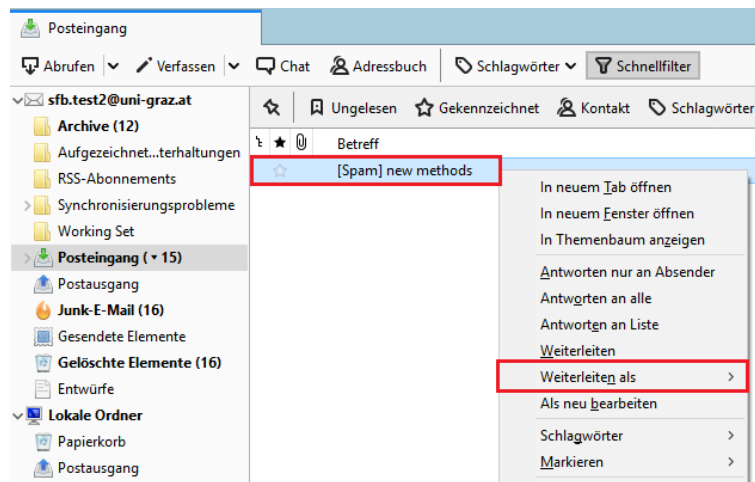 Posteingang
Abrufen Verfassen Chat Adressbuch Schlagwörter Schnellfilter
sfb.test2@uni-graz.at
Archive (12)
Aufgezeichnet...terhaltungen
RSS-Abonnements
Synchronisierungsprobleme
Working Set
Posteingang (▾ 15)
Postausgang
Junk-E-Mail (16)
Gesendete Elemente
Gelöschte Elemente (16)
Entwürfe
Lokale Ordner
Papierkorb
Postausgang
Ungelesen Gekennzeichnet Kontakt Schlagwörter
Betreff
[Spam] new methods
In neuem Tab öffnen
In neuem Fenster öffnen
In Themenbaum anzeigen
Antworten nur an Absender
Antworten an alle
Antworten an Liste
Weiterleiten
Weiterleiten als
Als neu bearbeiten
Schlagwörter
Markieren